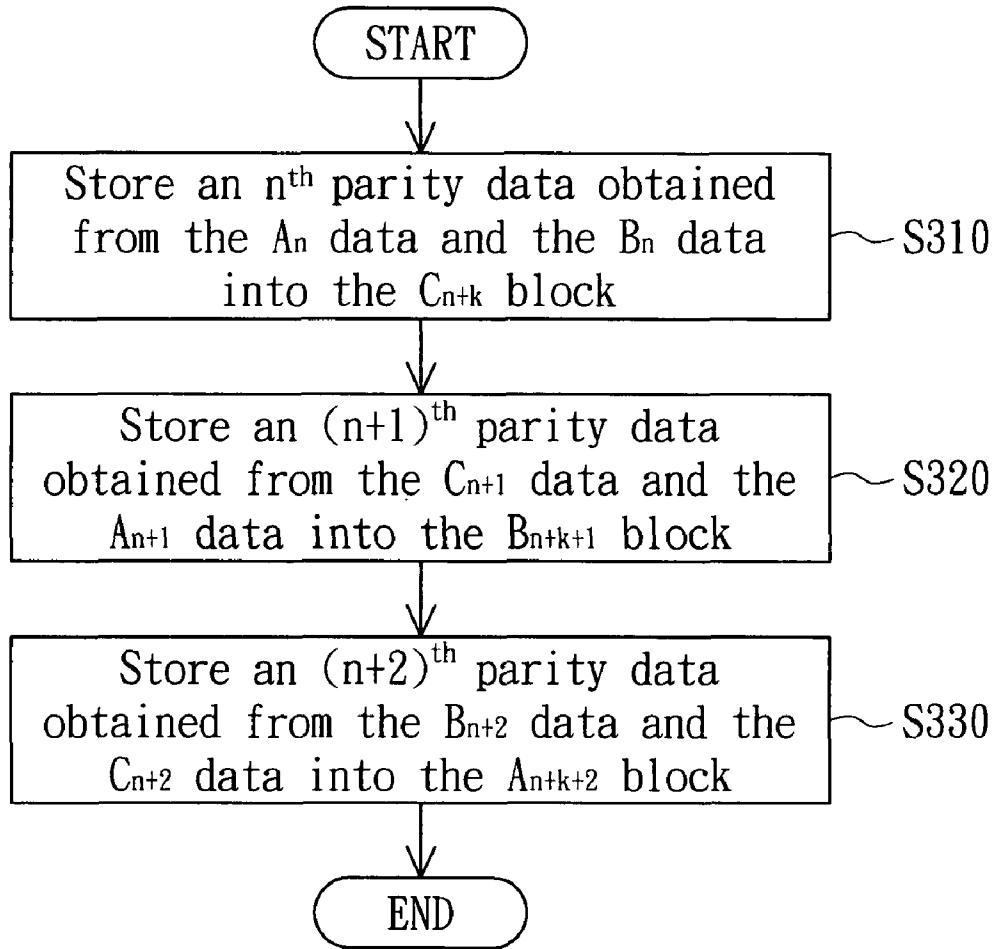 START
Store an nth parity data obtained
from the An data and the Bn data
into the Cn+k block
S310
Store an (n+1)th parity data
obtained from the Cn+1 data and the
An+1 data into the Bn+k+1 block
S320
Store an (n+2)th parity data
obtained from the Bn+2 data and the
Cn+2 data into the An+k+2 block
S330
END